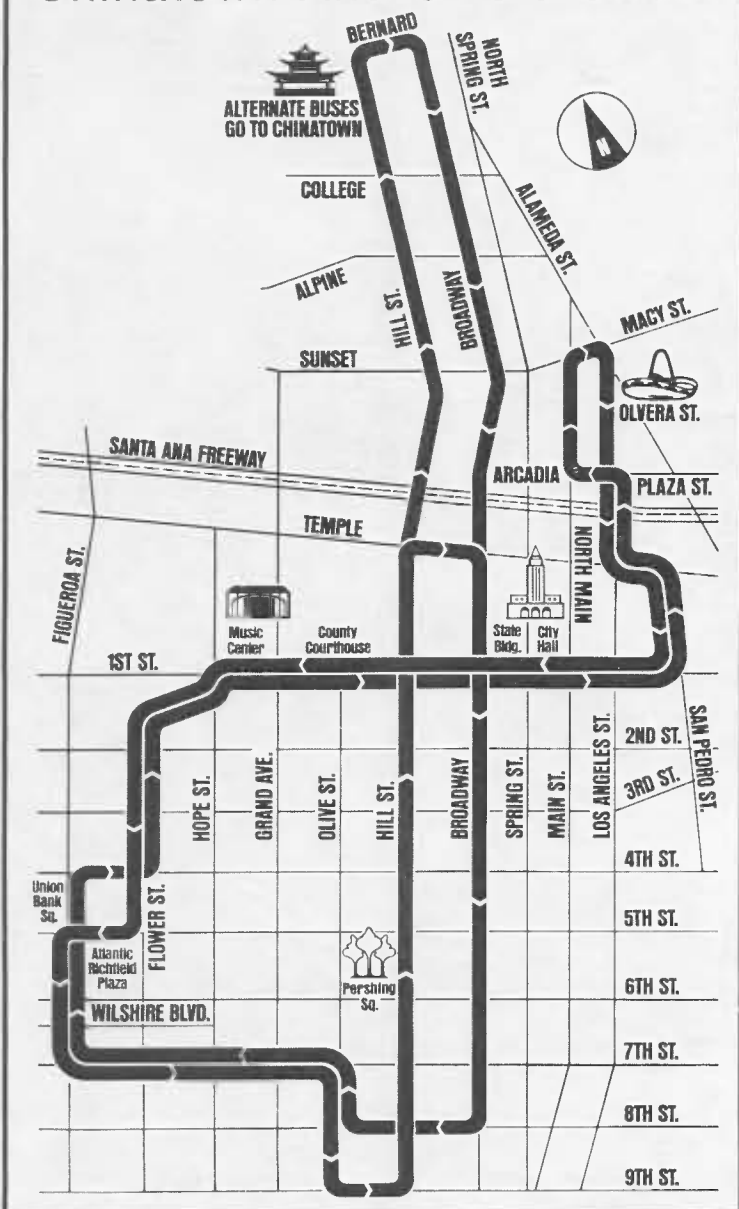 BERNARD
NORTH
SPRING ST.
ALTERNATE BUSES
GO TO CHINATOWN
N
COLLEGE
ALAMEDA ST.
ALPINE
HILL ST.
BROADWAY
MACY ST.
SUNSET
OLVERA ST.
SANTA ANA FREEWAY
ARCADIA
PLAZA ST.
TEMPLE
FIGUEROA ST.
NORTH MAIN
Music
Center
County
Courthouse
State
Bldg.
City
Hall
1ST ST.
HOPE ST.
GRAND AVE.
OLIVE ST.
HILL ST.
BROADWAY
SPRING ST.
MAIN ST.
LOS ANGELES ST.
SAN PEDRO ST.
2ND ST.
3RD ST.
4TH ST.
Union
Bank
Sq.
FLOWER ST.
5TH ST.
Atlantic
Richfield
Plaza
Pershing
Sq.
6TH ST.
WILSHIRE BLVD.
7TH ST.
8TH ST.
9TH ST.